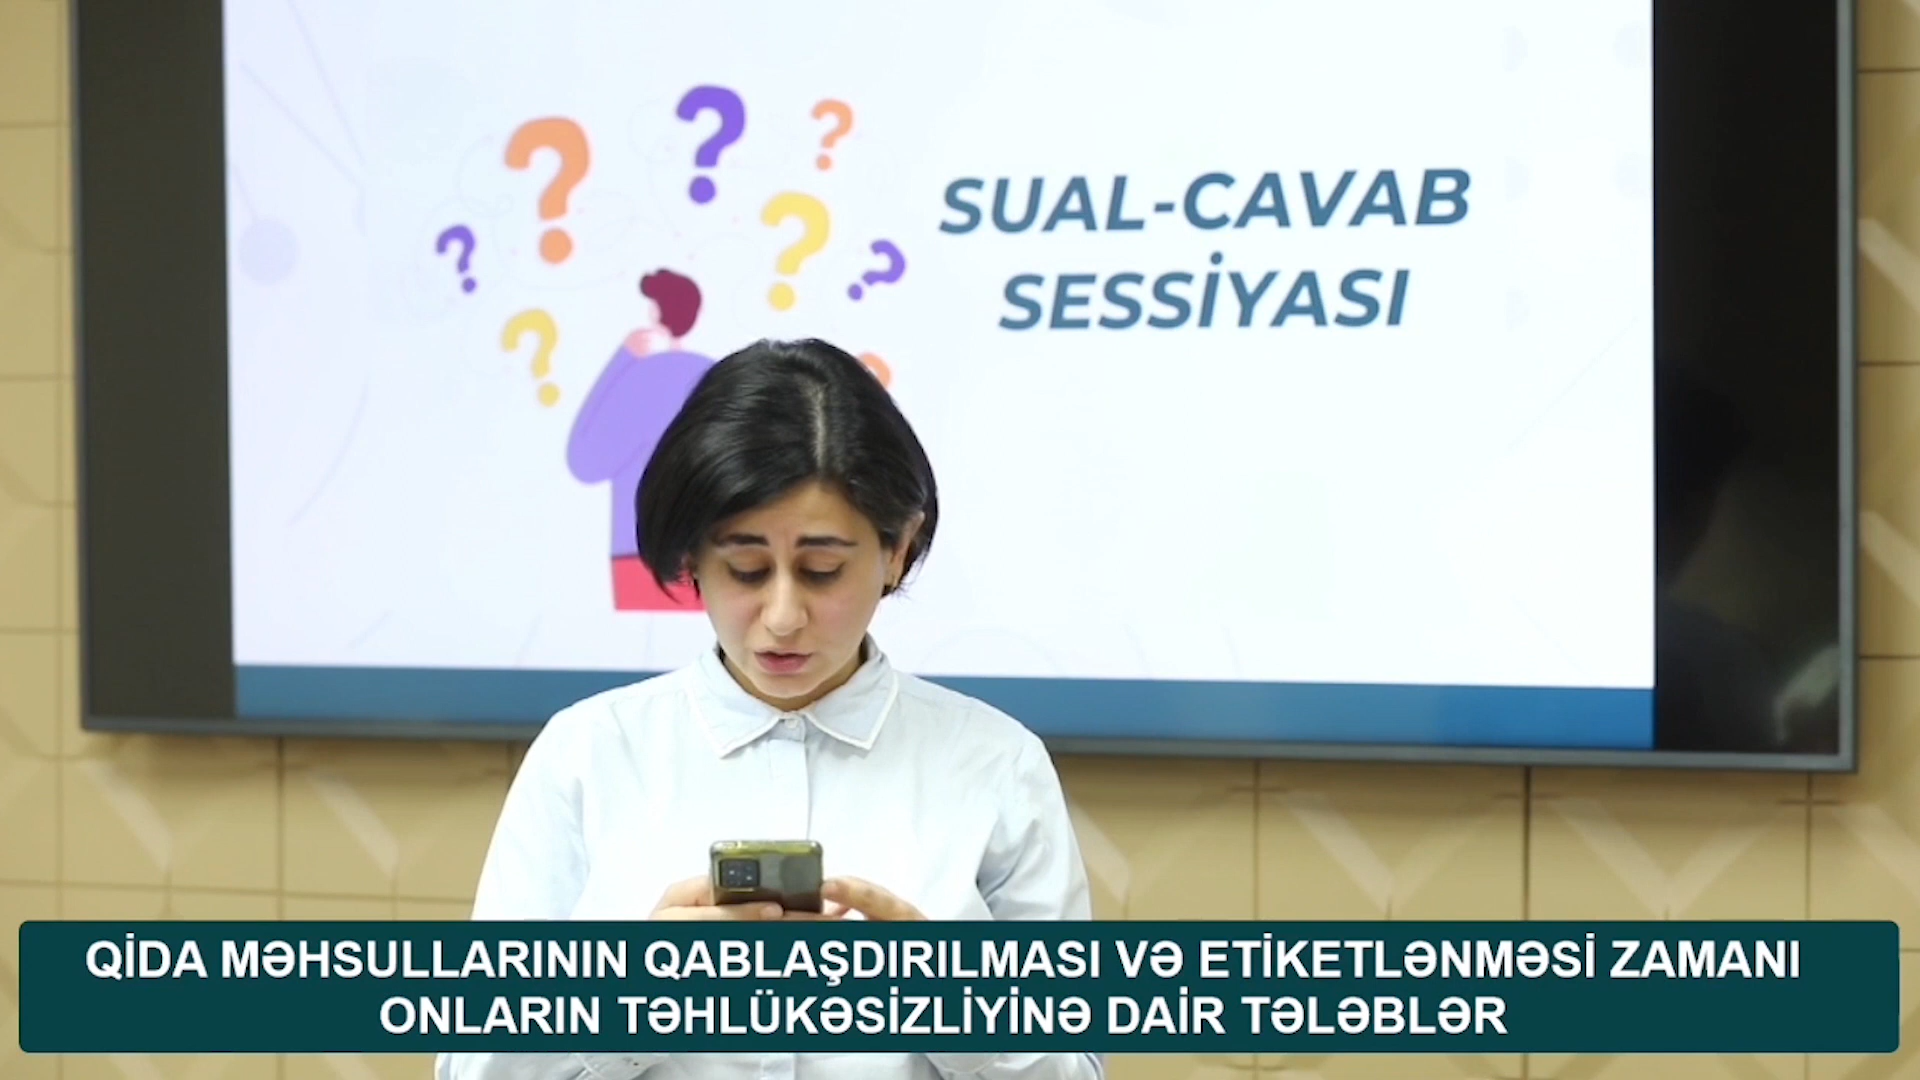 SUAL-CAVAB
SESSİYASI
QİDA MƏHSULLARININ QABLAŞDIRILMASI VƏ ETİKETLƏNMƏSİ ZAMANI
ONLARIN TƏHLÜKƏSİZLİYİNƏ DAİR TƏLƏBLƏR